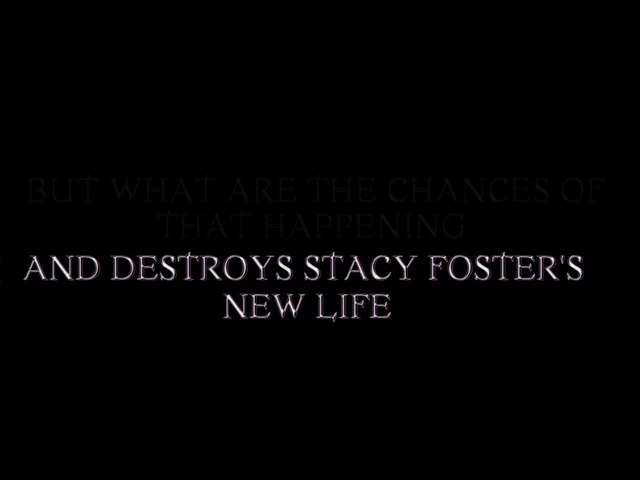 BUT WHAT ARE THE CHANCES OF
THAT HAPPENING
AND DESTROYS STACY FOSTER'S
NEW LIFE